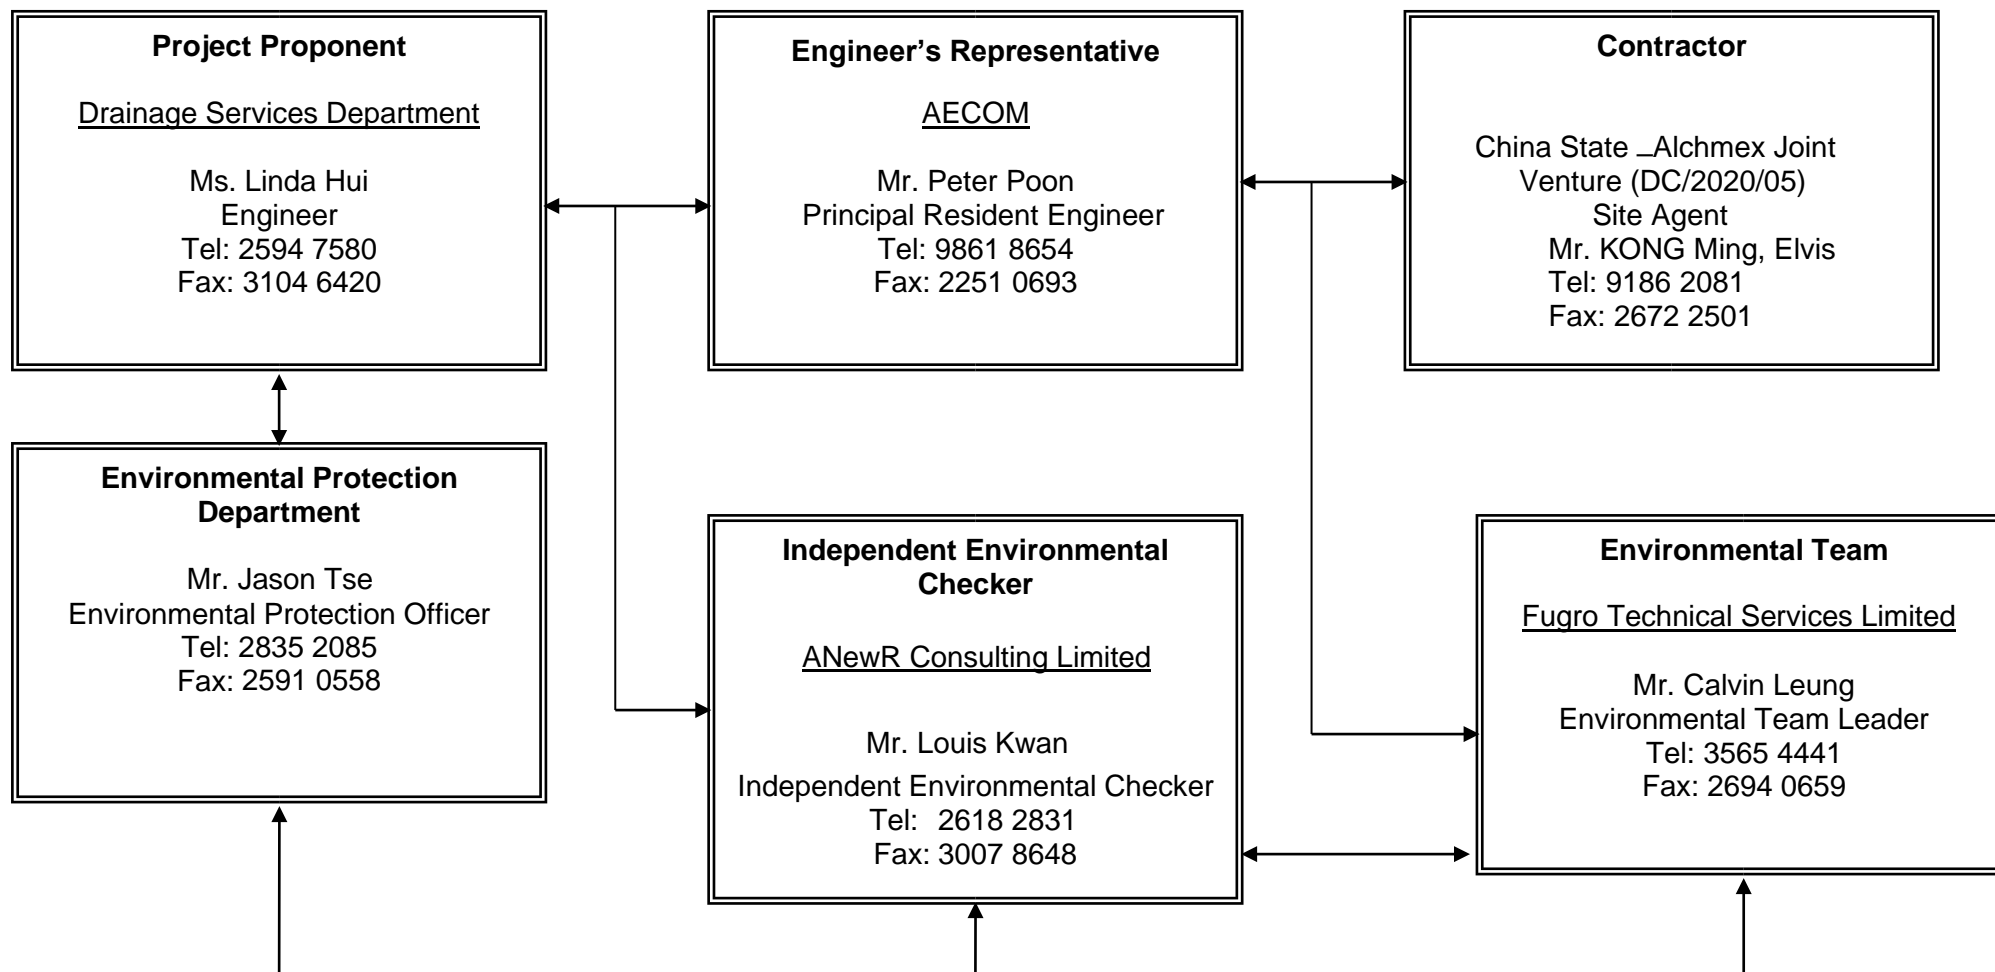 Project Proponent
Drainage Services Department
Ms. Linda Hui
Engineer
Tel: 2594 7580
Fax: 3104 6420
Engineer’s Representative
AECOM
Mr. Peter Poon
Principal Resident Engineer
Tel: 9861 8654
Fax: 2251 0693
Contractor
China State –Alchmex Joint
Venture (DC/2020/05)
Site Agent
Mr. KONG Ming, Elvis
Tel: 9186 2081
Fax: 2672 2501
Environmental Protection
Department
Mr. Jason Tse
Environmental Protection Officer
Tel: 2835 2085
Fax: 2591 0558
Independent Environmental
Checker
ANewR Consulting Limited
Mr. Louis Kwan
Independent Environmental Checker
Tel: 2618 2831
Fax: 3007 8648
Environmental Team
Fugro Technical Services Limited
Mr. Calvin Leung
Environmental Team Leader
Tel: 3565 4441
Fax: 2694 0659